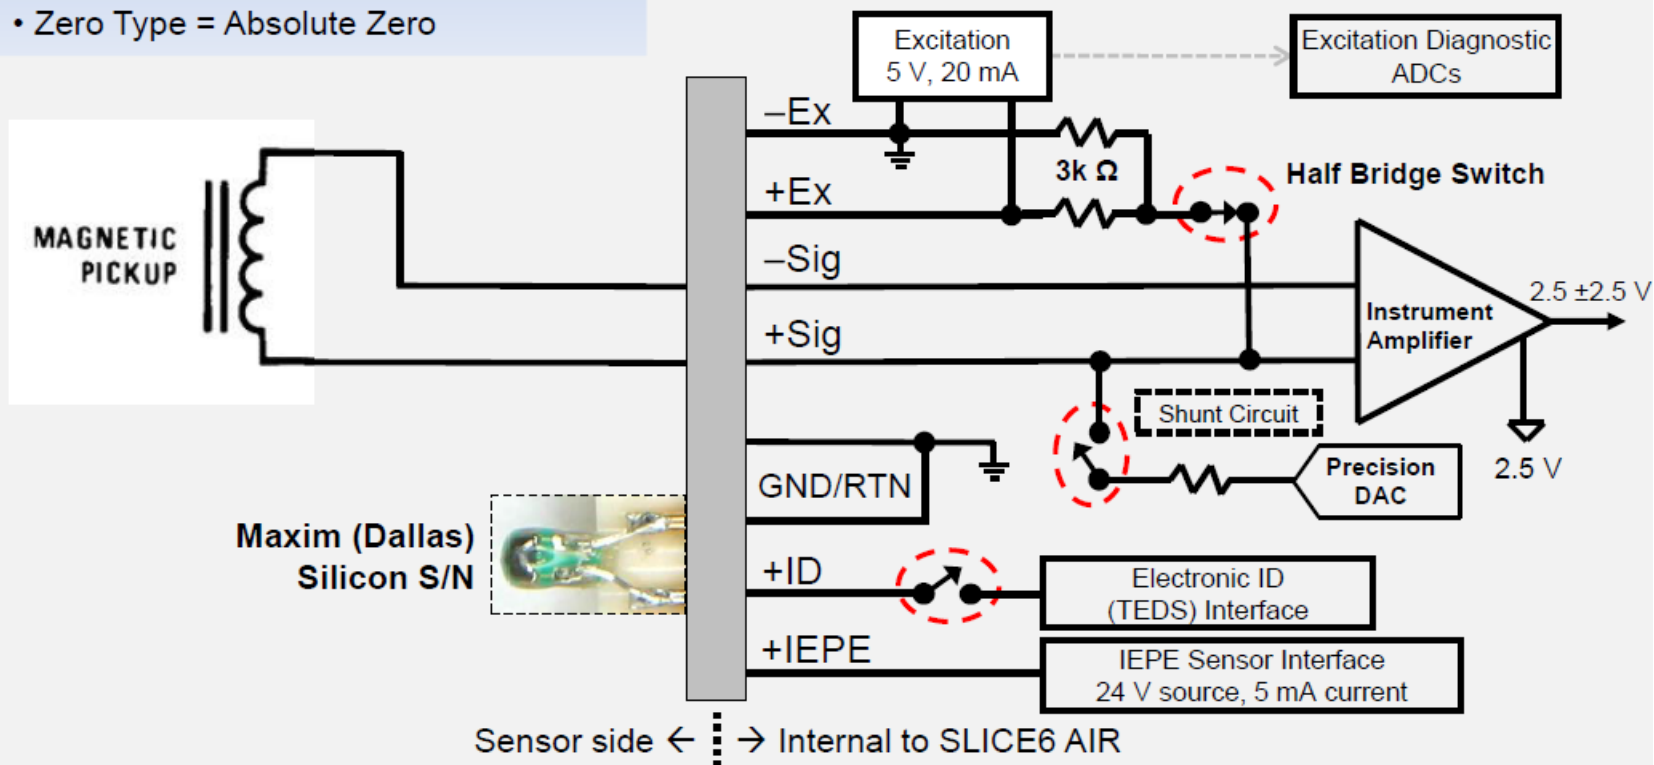 • Zero Type = Absolute Zero
Excitation
5 V, 20 mA
Excitation Diagnostic
ADCs
–Ex
3k Ω
+Ex
Half Bridge Switch
MAGNETIC
PICKUP
–Sig
2.5 ±2.5 V
Instrument
Amplifier
+Sig
Shunt Circuit
2.5 V
Precision
DAC
GND/RTN
Maxim (Dallas)
Silicon S/N
+ID
Electronic ID
(TEDS) Interface
+IEPE
IEPE Sensor Interface
24 V source, 5 mA current
Sensor side ← → Internal to SLICE6 AIR